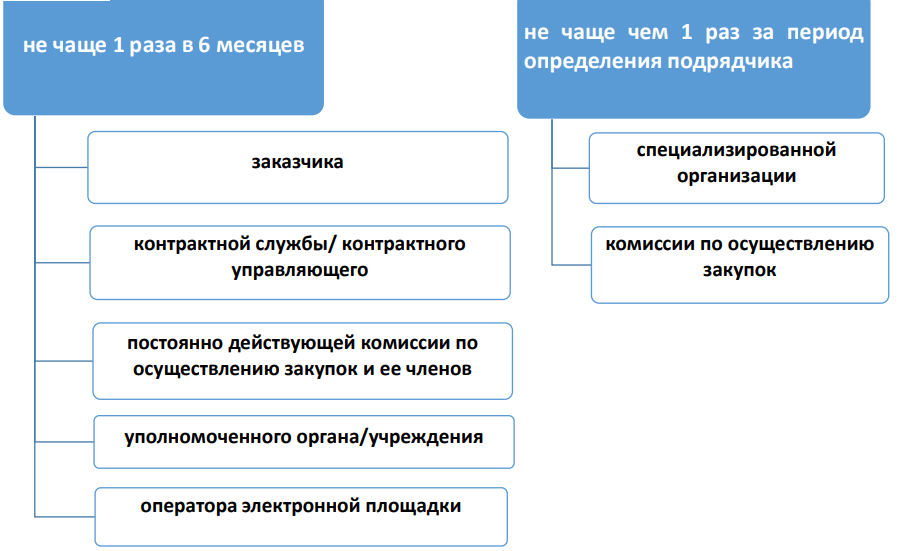 не чаще 1 раза в 6 месяцев
заказчика
контрактной службы/ контрактного
управляющего
постоянно действующей комиссии по
осуществлению закупок и ее членов
уполномоченного органа/учреждения
оператора электронной площадки
не чаще чем 1 раз за период
определения подрядчика
специализированной
организации
комиссии по осуществлению
закупок